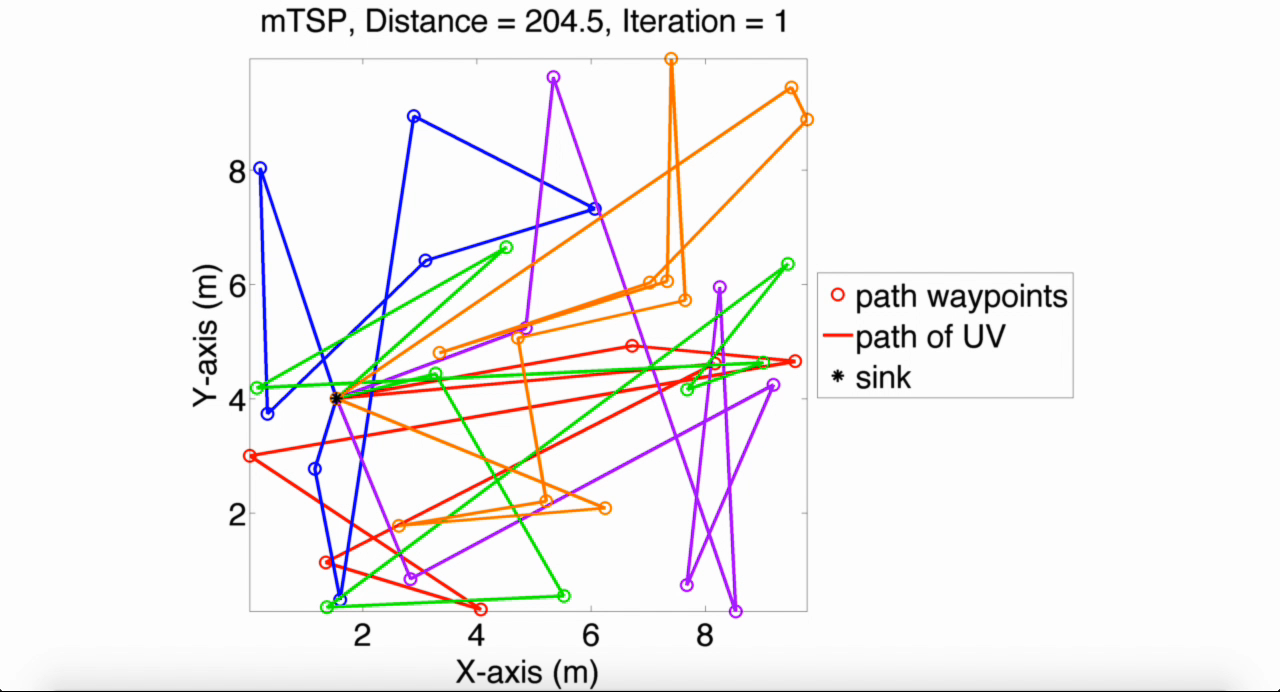 mTSP, Distance = 204.5, Iteration = 1
8
6
4
2
Y-axis (m)
2 4 6 8
X-axis (m)
path waypoints
path of UV
sink